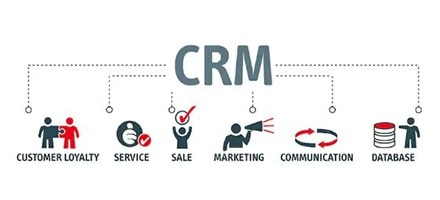 CRM
CUSTOMER LOYALTY
SERVICE
SALE
MARKETING
COMMUNICATION
DATABASE